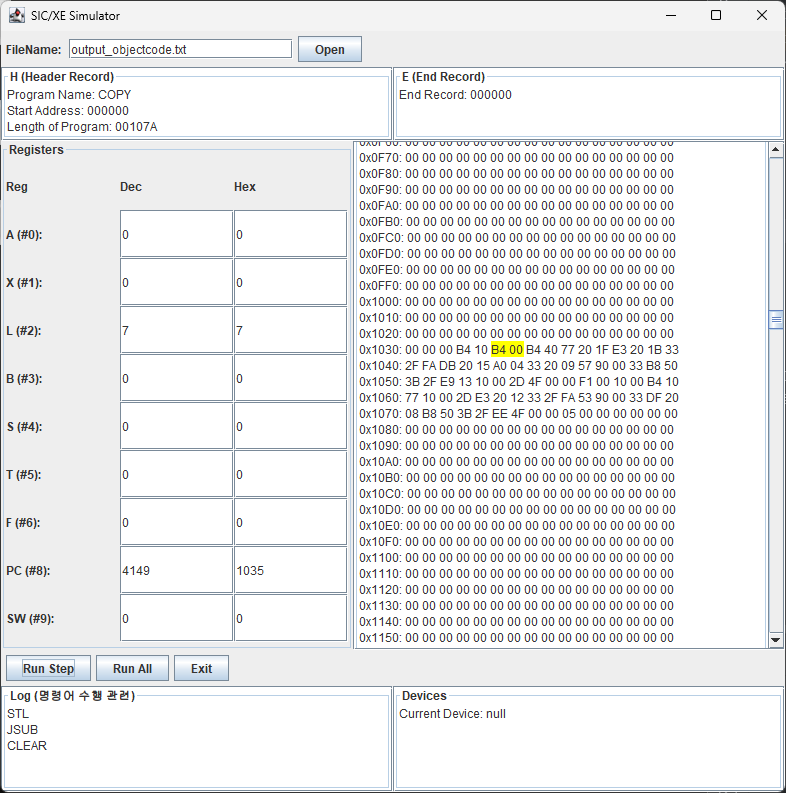 SIC/XE Simulator
FileName: output_objectcode.txt Open
H (Header Record)
Program Name: COPY
Start Address: 000000
Length of Program: 00107A
E (End Record)
End Record: 000000
Registers
Reg Dec Hex
A (#0): 0 0
X (#1): 0 0
L (#2): 7 7
B (#3): 0 0
S (#4): 0 0
T (#5): 0 0
F (#6): 0 0
PC (#8): 4149 1035
SW (#9): 0 0
0x0F60: 00 00 00 00 00 00 00 00 00 00 00 00 00 00 00 00
0x0F70: 00 00 00 00 00 00 00 00 00 00 00 00 00 00 00 00
0x0F80: 00 00 00 00 00 00 00 00 00 00 00 00 00 00 00 00
0x0F90: 00 00 00 00 00 00 00 00 00 00 00 00 00 00 00 00
0x0FA0: 00 00 00 00 00 00 00 00 00 00 00 00 00 00 00 00
0x0FB0: 00 00 00 00 00 00 00 00 00 00 00 00 00 00 00 00
0x0FC0: 00 00 00 00 00 00 00 00 00 00 00 00 00 00 00 00
0x0FD0: 00 00 00 00 00 00 00 00 00 00 00 00 00 00 00 00
0x0FE0: 00 00 00 00 00 00 00 00 00 00 00 00 00 00 00 00
0x0FF0: 00 00 00 00 00 00 00 00 00 00 00 00 00 00 00 00
0x1000: 00 00 00 00 00 00 00 00 00 00 00 00 00 00 00 00
0x1010: 00 00 00 00 00 00 00 00 00 00 00 00 00 00 00 00
0x1020: 00 00 00 00 00 00 00 00 00 00 00 00 00 00 00 00
0x1030: 00 00 00 B4 10 B4 00 B4 40 77 20 1F E3 20 1B 33
0x1040: 2F FA DB 20 15 A0 04 33 20 09 57 90 00 33 B8 50
0x1050: 3B 2F E9 13 10 00 2D 4F 00 00 F1 00 10 00 B4 10
0x1060: 77 10 00 2D E3 20 12 33 2F FA 53 90 00 33 DF 20
0x1070: 08 B8 50 3B 2F EE 4F 00 00 05 00 00 00 00 00 00
0x1080: 00 00 00 00 00 00 00 00 00 00 00 00 00 00 00 00
0x1090: 00 00 00 00 00 00 00 00 00 00 00 00 00 00 00 00
0x10A0: 00 00 00 00 00 00 00 00 00 00 00 00 00 00 00 00
0x10B0: 00 00 00 00 00 00 00 00 00 00 00 00 00 00 00 00
0x10C0: 00 00 00 00 00 00 00 00 00 00 00 00 00 00 00 00
0x10D0: 00 00 00 00 00 00 00 00 00 00 00 00 00 00 00 00
0x10E0: 00 00 00 00 00 00 00 00 00 00 00 00 00 00 00 00
0x10F0: 00 00 00 00 00 00 00 00 00 00 00 00 00 00 00 00
0x1100: 00 00 00 00 00 00 00 00 00 00 00 00 00 00 00 00
0x1110: 00 00 00 00 00 00 00 00 00 00 00 00 00 00 00 00
0x1120: 00 00 00 00 00 00 00 00 00 00 00 00 00 00 00 00
0x1130: 00 00 00 00 00 00 00 00 00 00 00 00 00 00 00 00
0x1140: 00 00 00 00 00 00 00 00 00 00 00 00 00 00 00 00
0x1150: 00 00 00 00 00 00 00 00 00 00 00 00 00 00 00 00
Run Step Run All Exit
Log (명령어 수행 관련)
STL
JSUB
CLEAR
Devices
Current Device: null